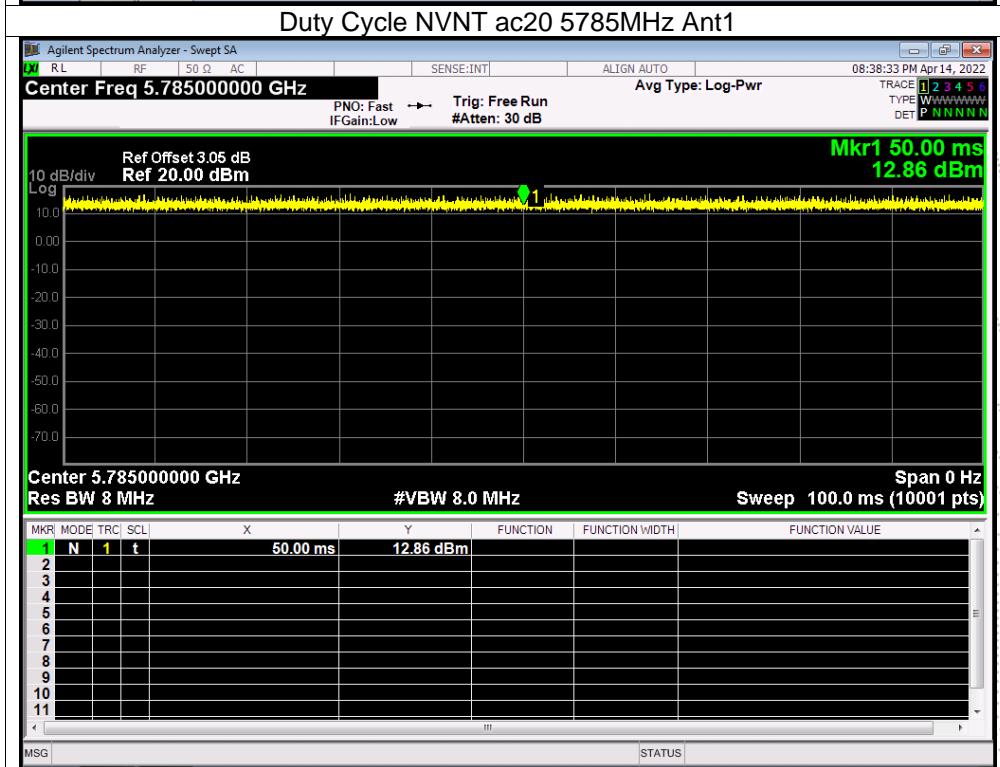 Duty Cycle NVNT ac20 5785MHz Ant1
Agilent Spectrum Analyzer - Swept SA
LXI RL RF 50 Ω AC SENSE:INT ALIGN AUTO 08:38:33 PM Apr 14, 2022
Center Freq 5.785000000 GHz Avg Type: Log-Pwr TRACE 1 2 3 4 5 6
PNO: Fast Trig: Free Run TYPE WWWWWW
IFGain:Low #Atten: 30 dB DET P N N N N N
Mkr1 50.00 ms
Ref Offset 3.05 dB
10 dB/div Ref 20.00 dBm 12.86 dBm
Log
1
10.0
0.00
-10.0
-20.0
-30.0
-40.0
-50.0
-60.0
-70.0
Center 5.785000000 GHz Span 0 Hz
Res BW 8 MHz #VBW 8.0 MHz Sweep 100.0 ms (10001 pts)
MKR MODE TRC SCL X Y FUNCTION FUNCTION WIDTH FUNCTION VALUE
1 N 1 t 50.00 ms 12.86 dBm
2
3
4
5
6
7
8
9
10
11
MSG STATUS